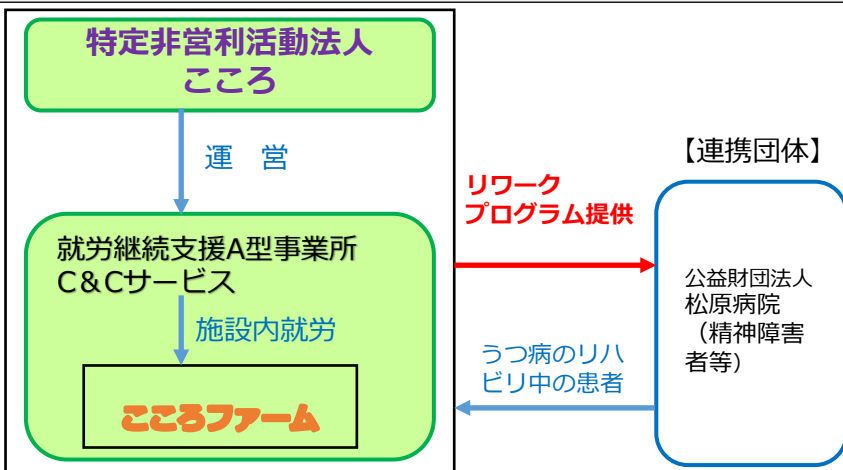 特定非営利活動法人
こころ
運　営
【連携団体】
リワーク
プログラム提供
就労継続支援A型事業所
C&Cサービス
施設内就労
こころファーム
公益財団法人
松原病院
（精神障害
者等）
うつ病のリハ
ビリ中の患者